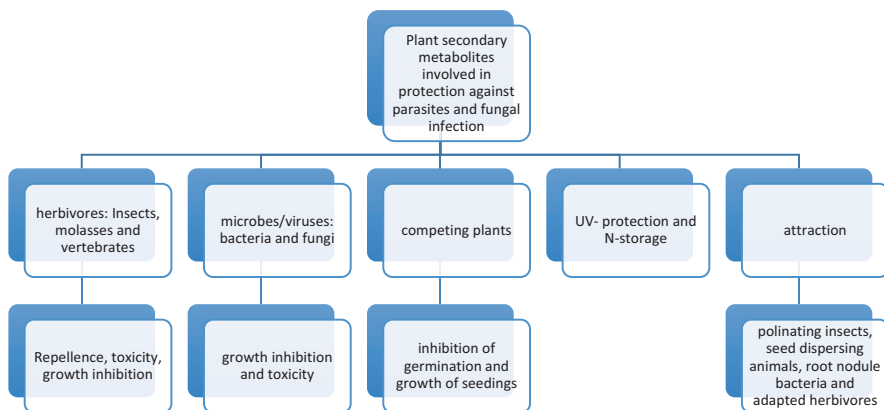 Plant secondary
metabolites
involved in
protection against
parasites and fungal
infection
herbivores: Insects,
molasses and
vertebrates
microbes/viruses:
bacteria and fungi
competing plants
UV- protection and
N-storage
attraction
Repellence, toxicity,
growth inhibition
growth inhibition
and toxicity
inhibition of
germination and
growth of seedings
polinating insects,
seed dispersing
animals, root nodule
bacteria and
adapted herbivores